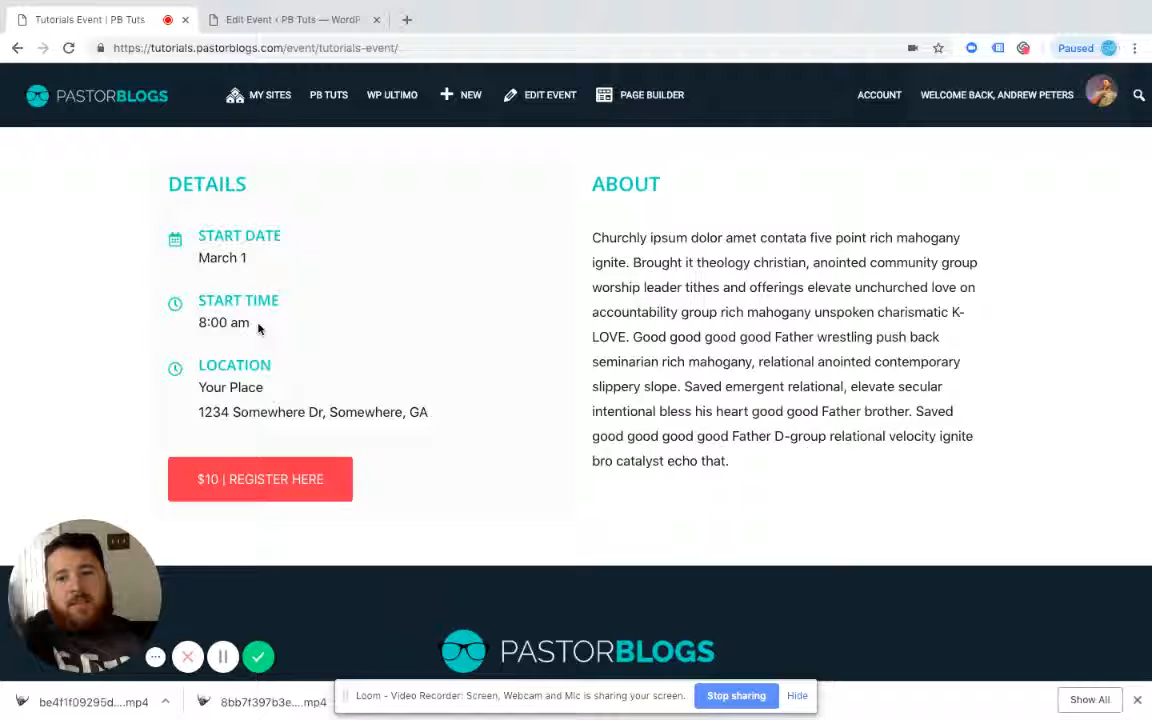 Tutorials Event | PB Tuts
Edit Event ‹ PB Tuts — WordP
https://tutorials.pastorblogs.com/event/tutorials-event/
Paused
PASTORBLOGS
MY SITES
PB TUTS
WP ULTIMO
NEW
EDIT EVENT
PAGE BUILDER
ACCOUNT
WELCOME BACK, ANDREW PETERS
DETAILS
START DATE
March 1
START TIME
8:00 am
LOCATION
Your Place
1234 Somewhere Dr, Somewhere, GA
$10 | REGISTER HERE
ABOUT
Churchly ipsum dolor amet contata five point rich mahogany
ignite. Brought it theology christian, anointed community group
worship leader tithes and offerings elevate unchurched love on
accountability group rich mahogany unspoken charismatic K-
LOVE. Good good good good Father wrestling push back
seminarian rich mahogany, relational anointed contemporary
slippery slope. Saved emergent relational, elevate secular
intentional bless his heart good good Father brother. Saved
good good good good Father D-group relational velocity ignite
bro catalyst echo that.
PASTORBLOGS
be4f1f09295d....mp4
8bb7f397b3e....mp4
Loom - Video Recorder: Screen, Webcam and Mic is sharing your screen.
Stop sharing
Hide
Show All